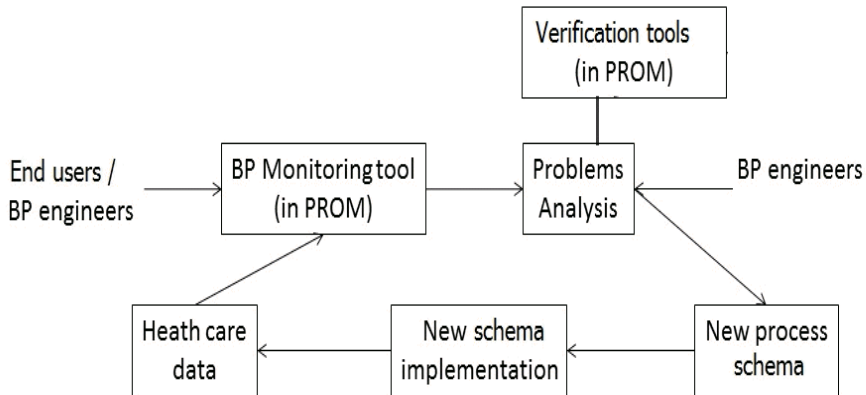 Verification tools
(in PROM)
End users /
BP engineers
BP Monitoring tool
(in PROM)
Problems
Analysis
BP engineers
Heath care
data
New schema
implementation
New process
schema